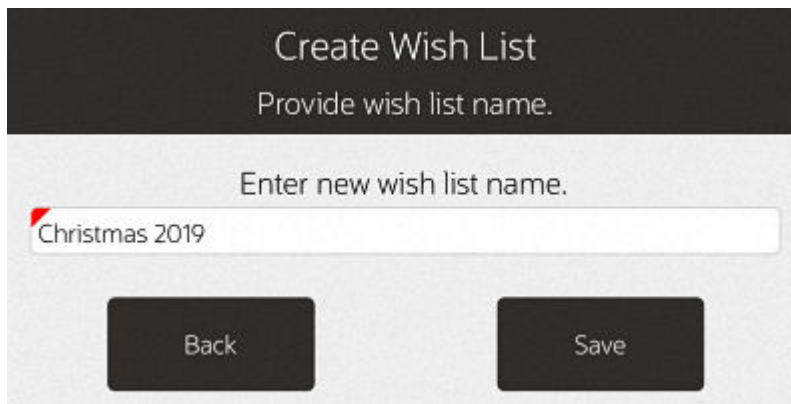 Create Wish List
Provide wish list name.
Enter new wish list name.
Christmas 2019
Back
Save